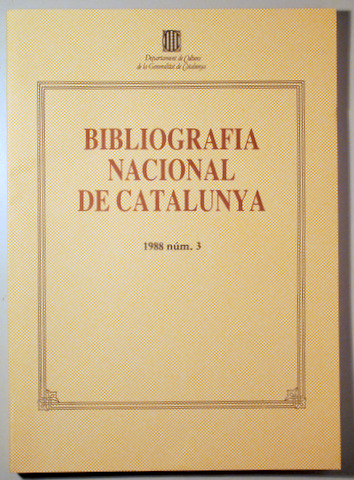 Departament de Cultura
de la Generalitat de Catalunya
BIBLIOGRAFIA
NACIONAL
DE CATALUNYA
1988 núm. 3